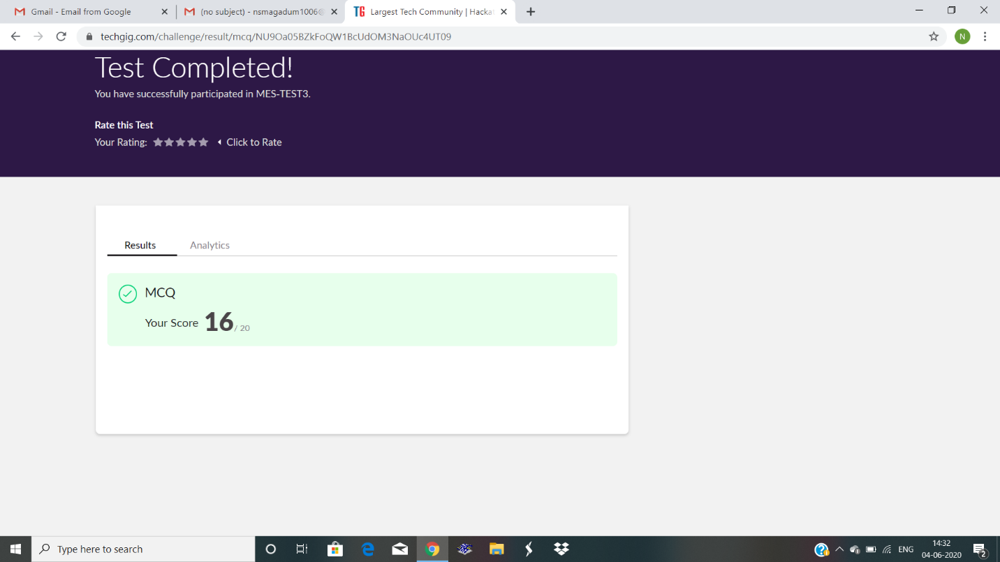 Gmail - Email from Google
(no subject) - nsmagadum1006@
TG Largest Tech Community | Hackat
techgig.com/challenge/result/mcq/NU9Oa05BZkFoQW1BcUdOM3NaOUc4UT09
N
Test Completed!
You have successfully participated in MES-TEST3.
Rate this Test
Your Rating: Click to Rate
Results Analytics
MCQ
Your Score 16 / 20
Type here to search
ENG
14:32
04-06-2020
2